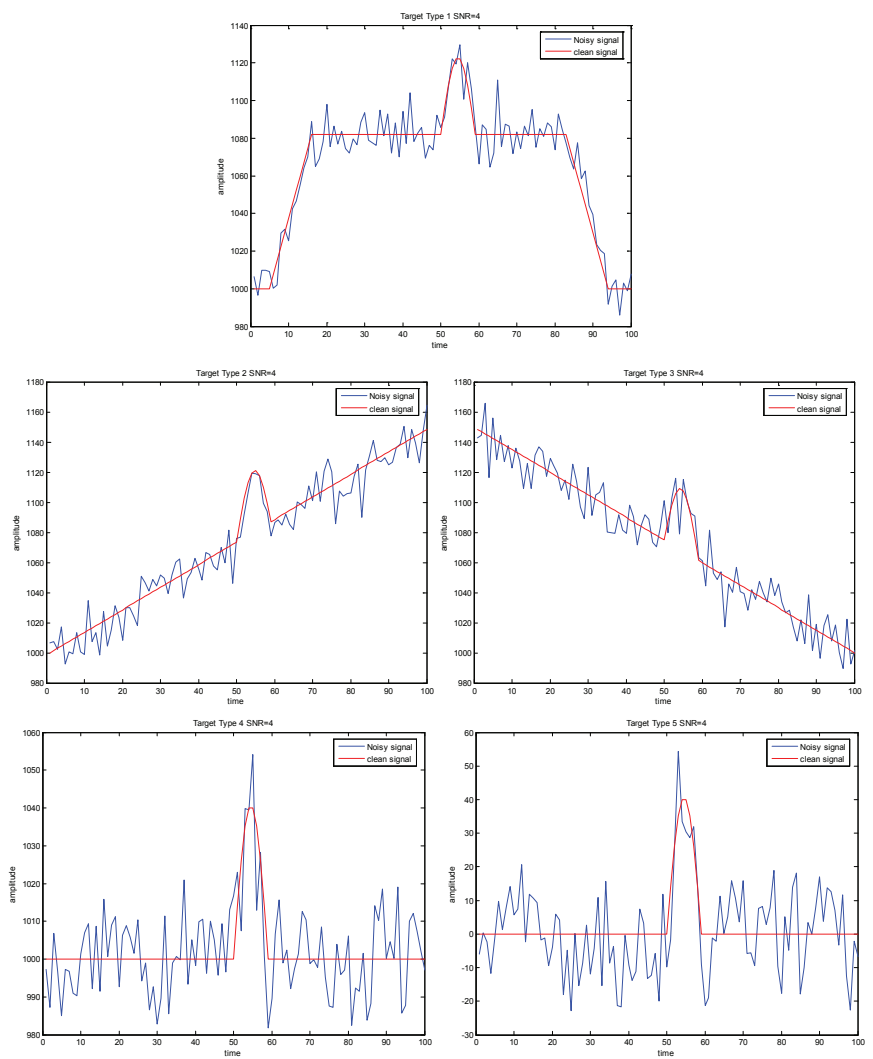 Target Type 1 SNR=4
1140
1120
1100
1080
1060
1040
1020
1000
980
amplitude
Noisy signal
clean signal
0 10 20 30 40 50 60 70 80 90 100
time
Target Type 2 SNR=4
1180
1160
1140
1120
1100
1080
1060
1040
1020
1000
980
amplitude
Noisy signal
clean signal
0 10 20 30 40 50 60 70 80 90 100
time
Target Type 3 SNR=4
1180
1160
1140
1120
1100
1080
1060
1040
1020
1000
980
amplitude
Noisy signal
clean signal
0 10 20 30 40 50 60 70 80 90 100
time
Target Type 4 SNR=4
1060
1050
1040
1030
1020
1010
1000
990
980
amplitude
Noisy signal
clean signal
0 10 20 30 40 50 60 70 80 90 100
time
Target Type 5 SNR=4
60
50
40
30
20
10
0
-10
-20
-30
amplitude
Noisy signal
clean signal
0 10 20 30 40 50 60 70 80 90 100
time